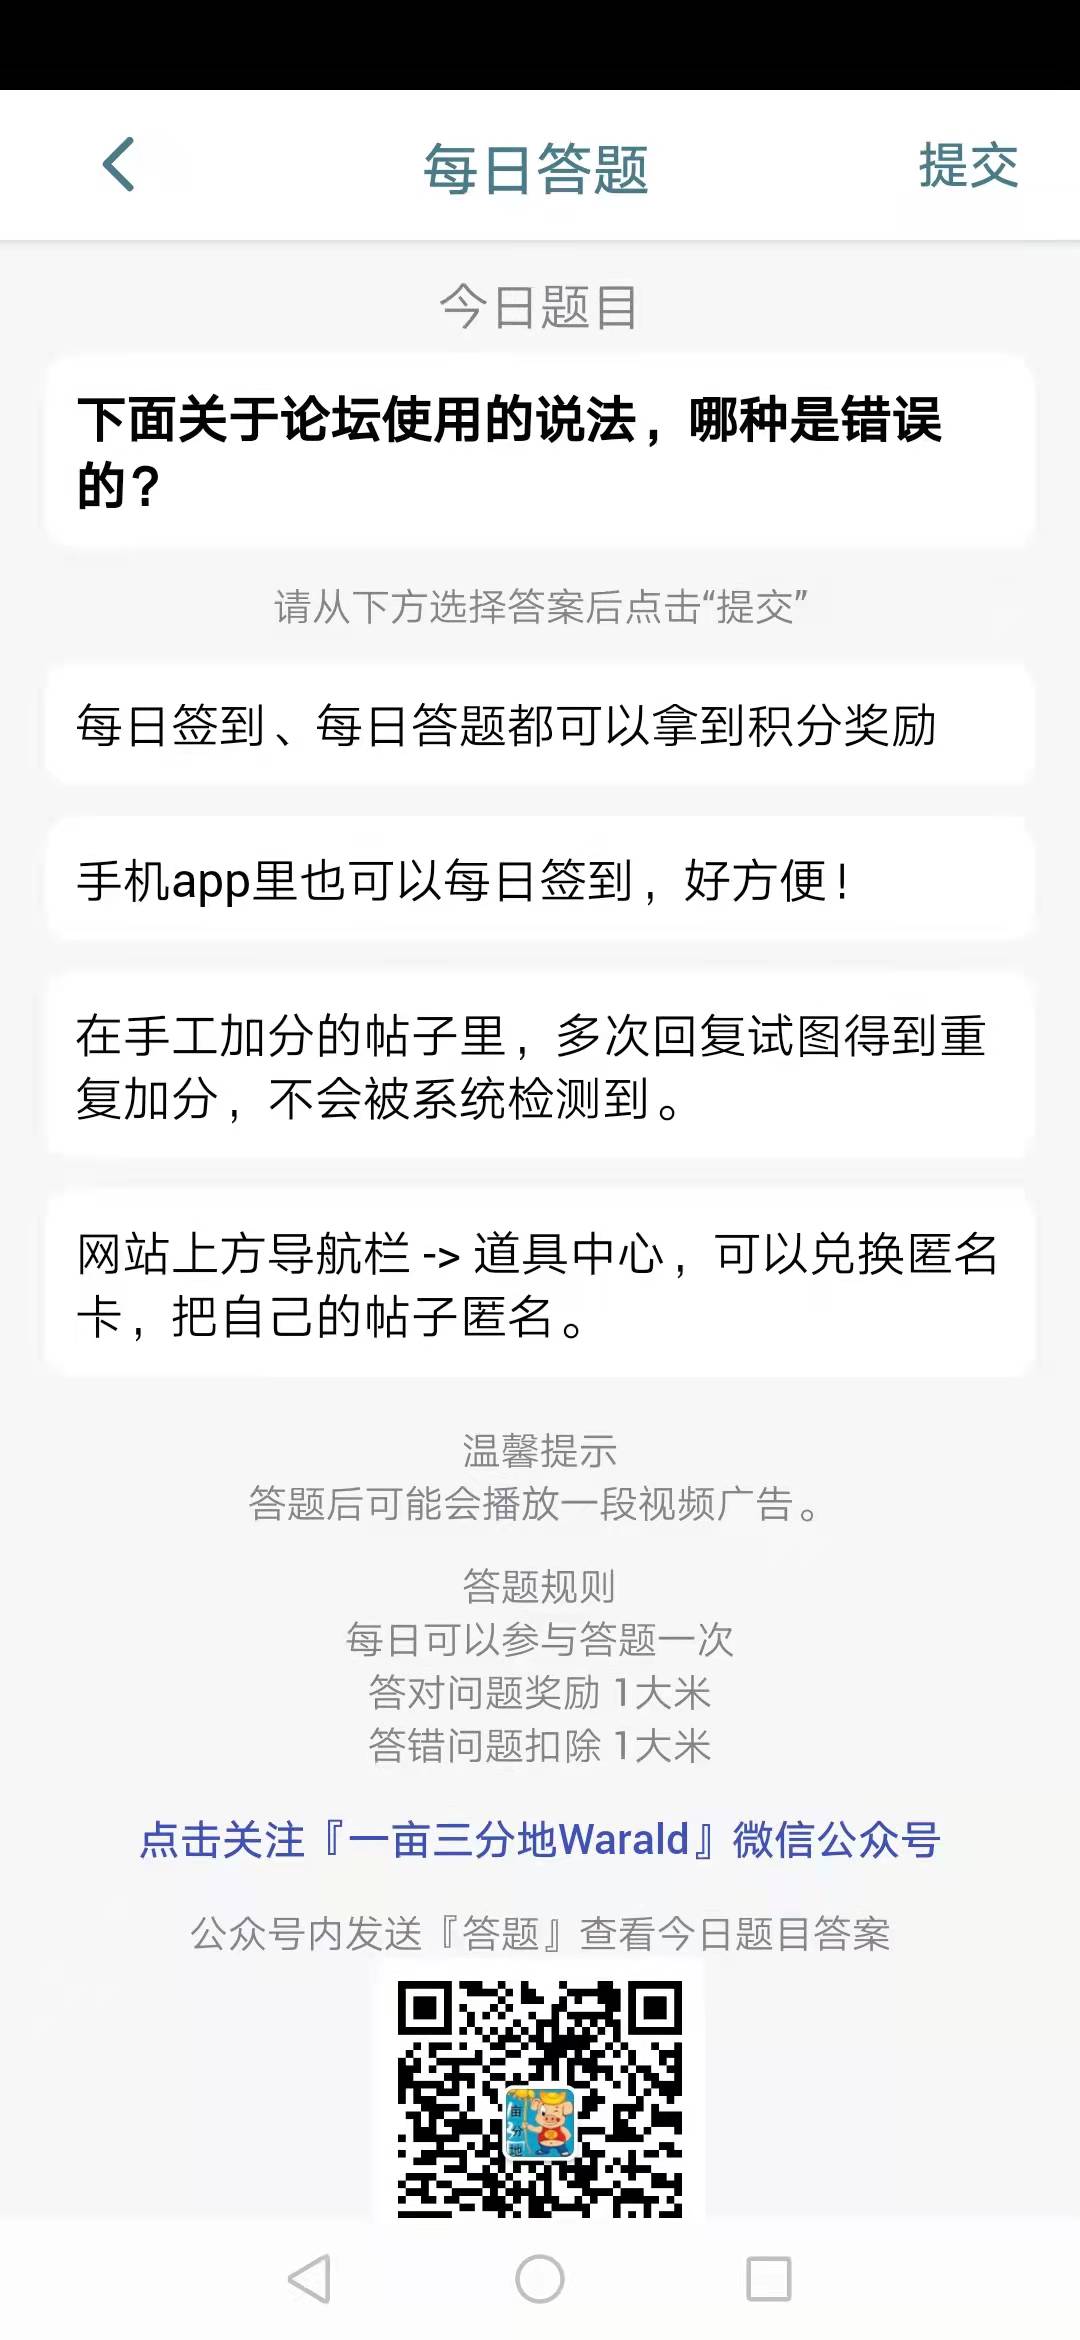 每日答题
提交
今日题目
下面关于论坛使用的说法，哪种是错误
的？
请从下方选择答案后点击“提交”
每日签到、每日答题都可以拿到积分奖励
手机app里也可以每日签到，好方便！
在手工加分的帖子里，多次回复试图得到重
复加分，不会被系统检测到。
网站上方导航栏 -> 道具中心，可以兑换匿名
卡，把自己的帖子匿名。
温馨提示
答题后可能会播放一段视频广告。
答题规则
每日可以参与答题一次
答对问题奖励 1大米
答错问题扣除 1大米
点击关注『一亩三分地Warald』微信公众号
公众号内发送『答题』查看今日题目答案